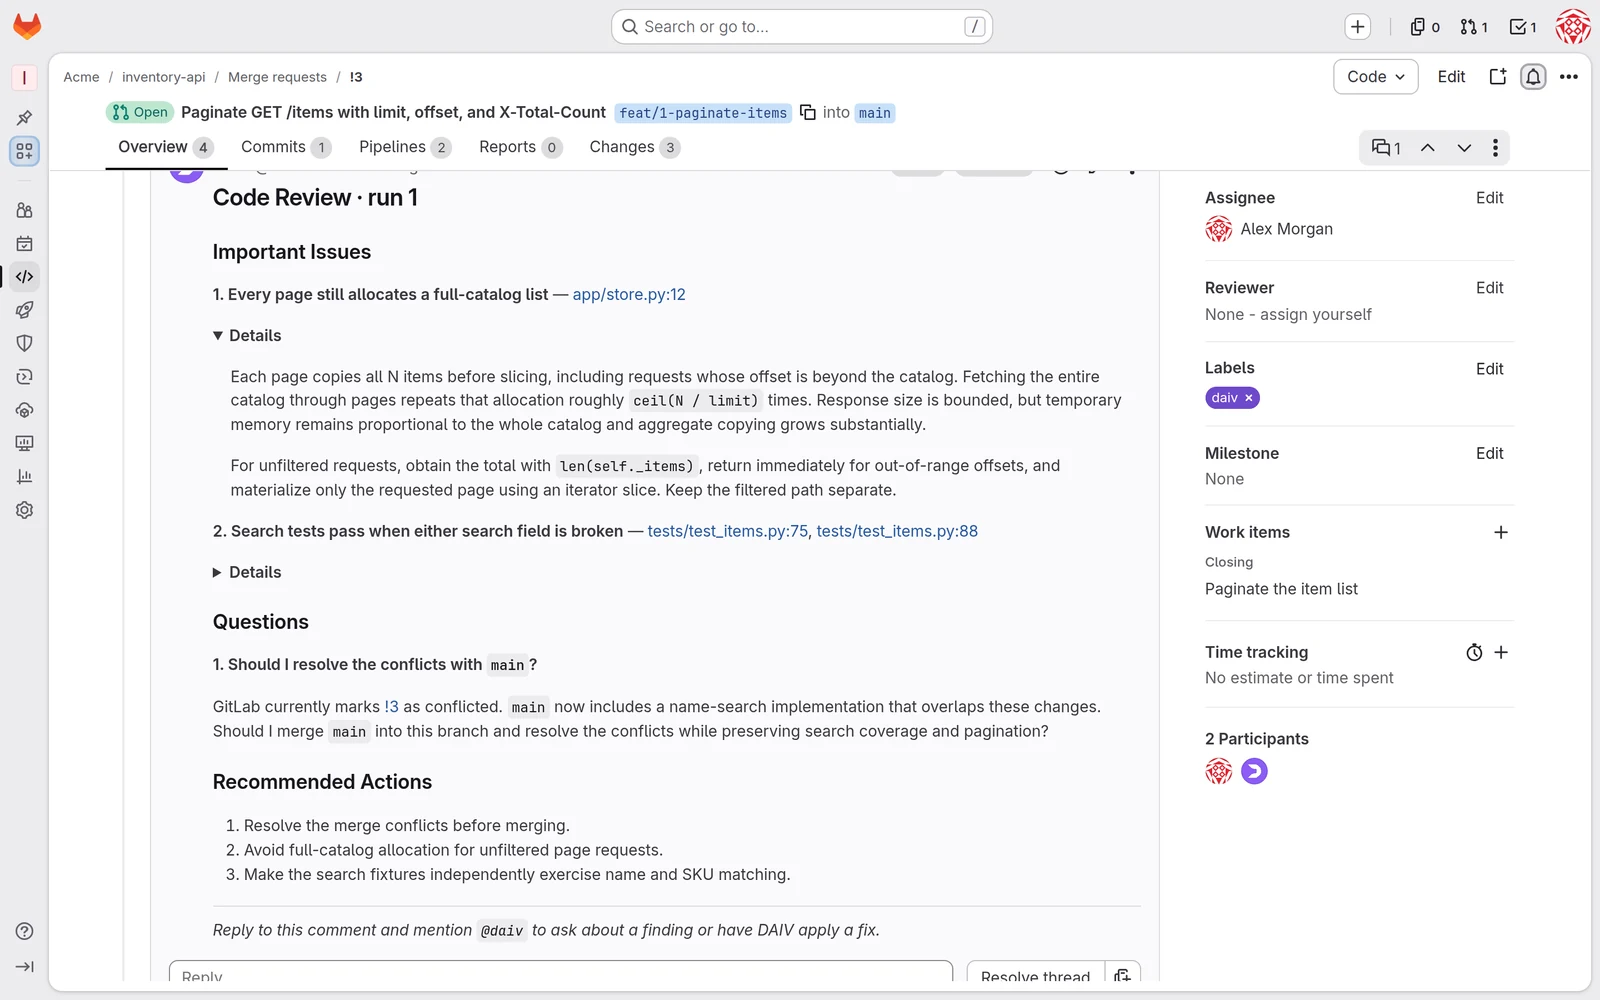 Search or go to...
/
0
1
1
I
Acme / inventory-api / Merge requests / !3
Code
Edit
Open
Paginate GET /items with limit, offset, and X-Total-Count
feat/1-paginate-items
into
main
Overview 4
Commits 1
Pipelines 2
Reports 0
Changes 3
1
Code Review · run 1
Important Issues
1. Every page still allocates a full-catalog list — app/store.py:12
Details
Each page copies all N items before slicing, including requests whose offset is beyond the catalog. Fetching the entire
catalog through pages repeats that allocation roughly ceil(N / limit) times. Response size is bounded, but temporary
memory remains proportional to the whole catalog and aggregate copying grows substantially.
For unfiltered requests, obtain the total with len(self._items), return immediately for out-of-range offsets, and
materialize only the requested page using an iterator slice. Keep the filtered path separate.
2. Search tests pass when either search field is broken — tests/test_items.py:75, tests/test_items.py:88
Details
Questions
1. Should I resolve the conflicts with main?
GitLab currently marks !3 as conflicted. main now includes a name-search implementation that overlaps these changes.
Should I merge main into this branch and resolve the conflicts while preserving search coverage and pagination?
Recommended Actions
1. Resolve the merge conflicts before merging.
2. Avoid full-catalog allocation for unfiltered page requests.
3. Make the search fixtures independently exercise name and SKU matching.
Reply to this comment and mention @daiv to ask about a finding or have DAIV apply a fix.
Reply
Resolve thread
Assignee
Edit
Alex Morgan
Reviewer
Edit
None - assign yourself
Labels
Edit
daiv ×
Milestone
Edit
None
Work items
Closing
Paginate the item list
Time tracking
No estimate or time spent
2 Participants